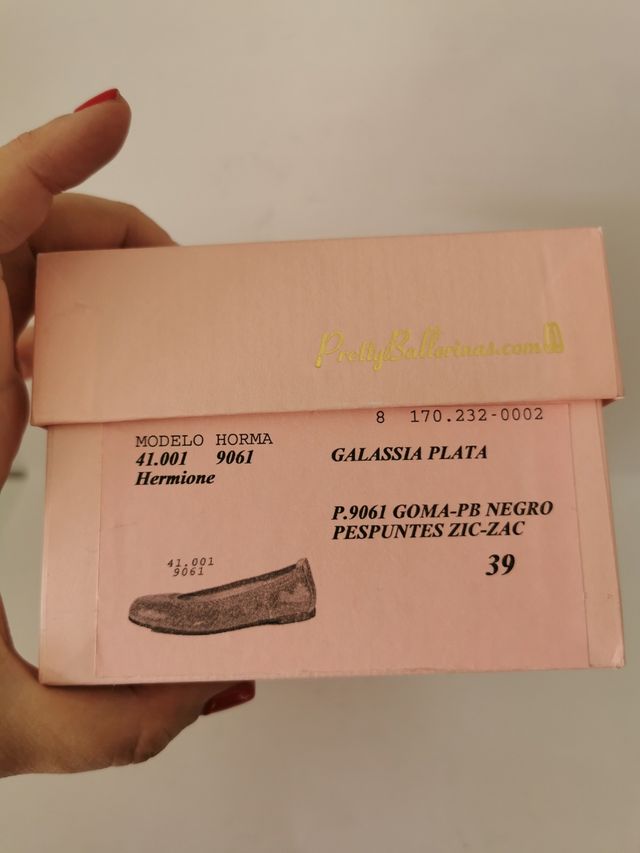 PrettyBallerinas.com
8 170.232-0002
MODELO HORMA
41.001 9061
Hermione
GALASSIA PLATA
P.9061 GOMA-PB NEGRO
PESPUNTES ZIC-ZAC
39
41.001
9061